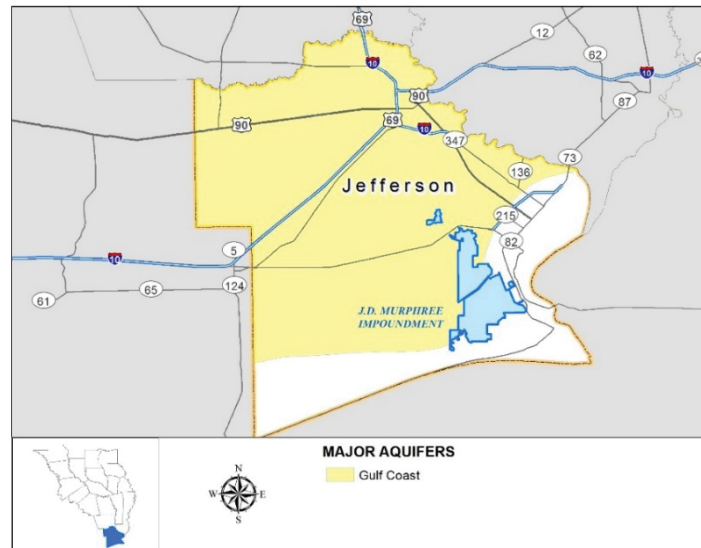 69
12
62
10
10
90
87
90
69
10
347
73
136
Jefferson
215
5
82
10
124
65
61
J.D. MURPHREE
IMPOUNDMENT
MAJOR AQUIFERS
Gulf Coast
N
W
E
S